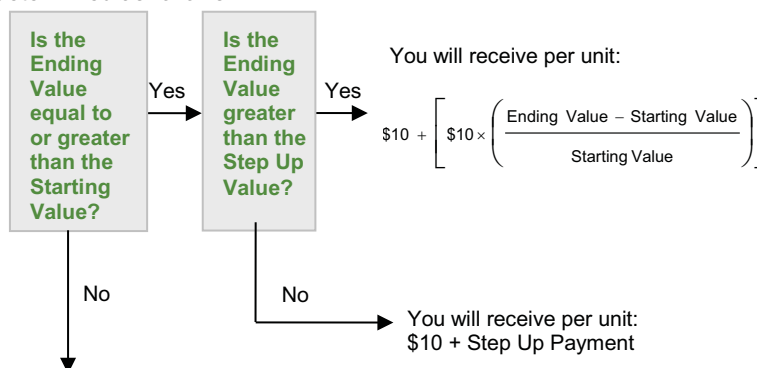 Is the
Ending
Value
equal to
or greater
than the
Starting
Value?
Yes
Is the
Ending
Value
greater
than the
Step Up
Value?
Yes
You will receive per unit:
$10 + [ $10 × ( Ending Value – Starting Value
Starting Value ) ]
No
No
You will receive per unit:
$10 + Step Up Payment